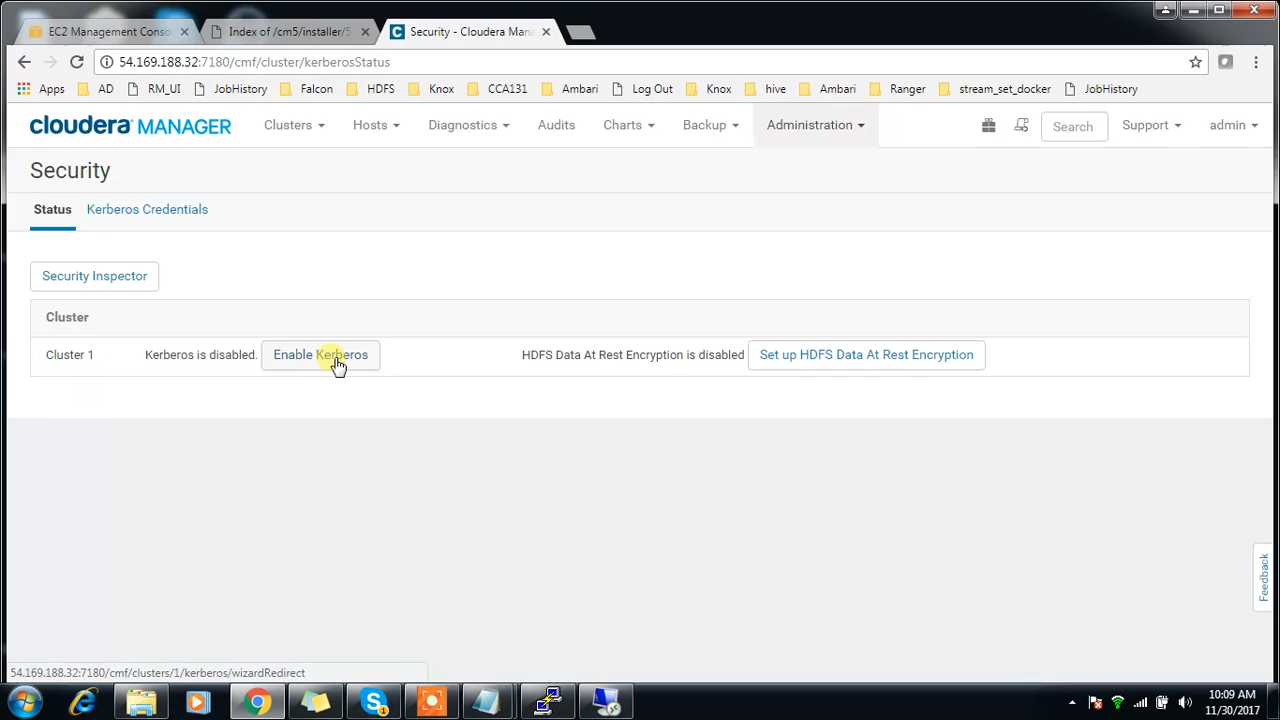 EC2 Management Conso
Index of /cm5/installer/5
Security - Cloudera Mana
54.169.188.32:7180/cmf/cluster/kerberosStatus
Apps AD RM_UI JobHistory Falcon HDFS Knox CCA131 Ambari Log Out Knox hive Ambari Ranger stream_set_docker JobHistory
cloudera MANAGER Clusters Hosts Diagnostics Audits Charts Backup Administration Search Support admin
Security
Status Kerberos Credentials
Security Inspector
Cluster
Cluster 1 Kerberos is disabled. Enable Kerberos HDFS Data At Rest Encryption is disabled Set up HDFS Data At Rest Encryption
Feedback
54.169.188.32:7180/cmf/clusters/1/kerberos/wizardRedirect
10:09 AM
11/30/2017